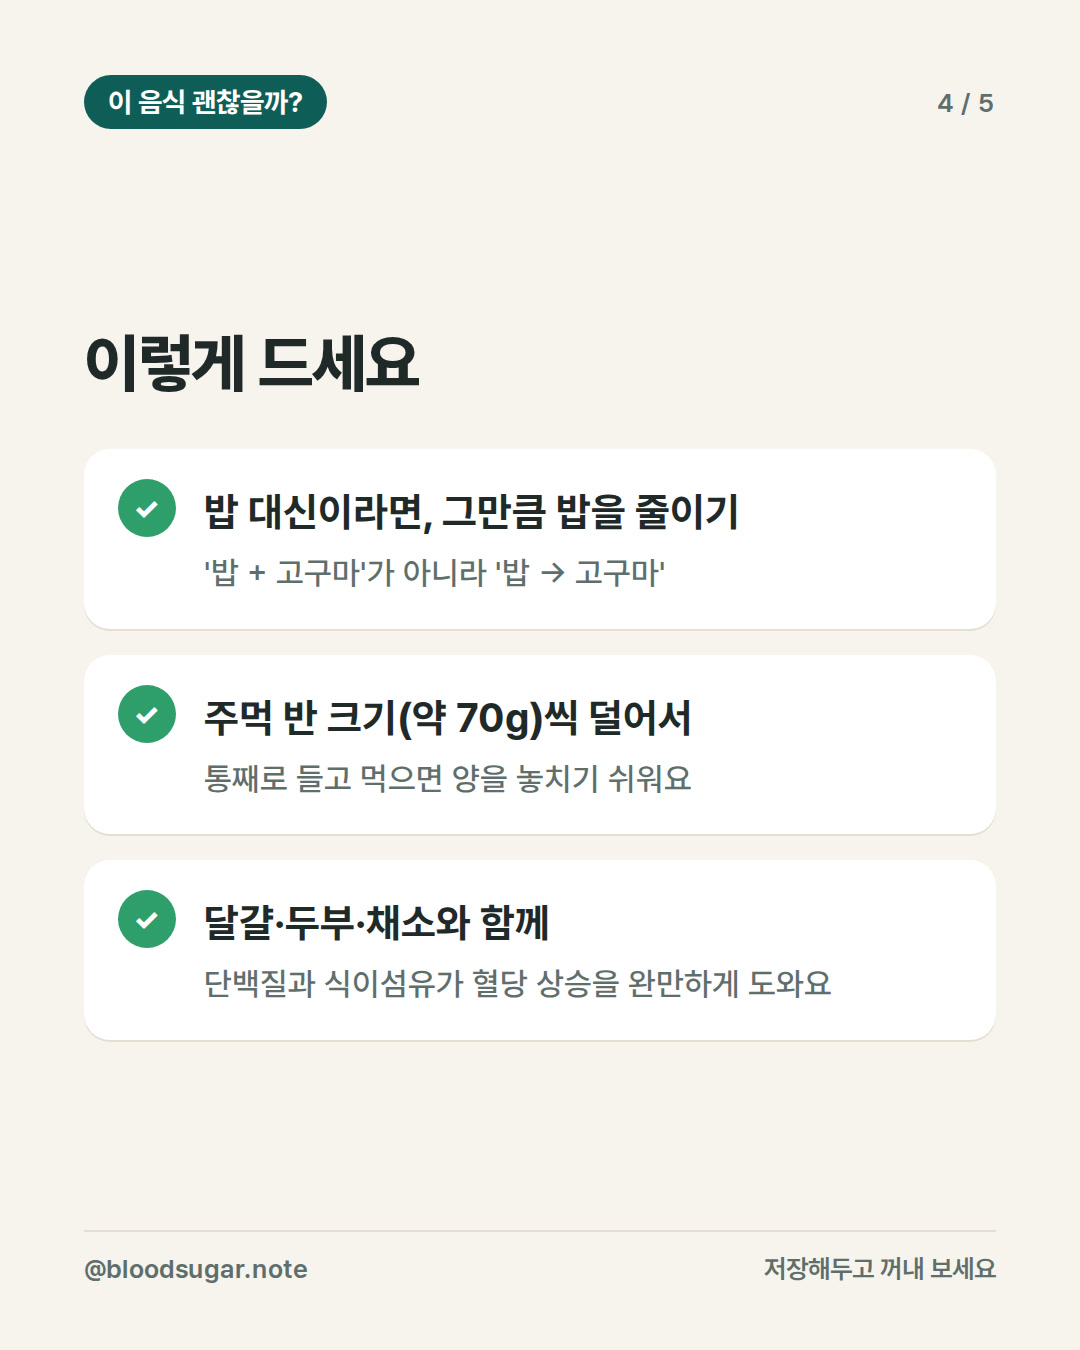 이 음식 괜찮을까?
4 / 5
이렇게 드세요
밥 대신이라면, 그만큼 밥을 줄이기
'밥 + 고구마'가 아니라 '밥 → 고구마'
주먹 반 크기(약 70g)씩 덜어서
통째로 들고 먹으면 양을 놓치기 쉬워요
달걀·두부·채소와 함께
단백질과 식이섬유가 혈당 상승을 완만하게 도와요
@bloodsugar.note
저장해두고 꺼내 보세요